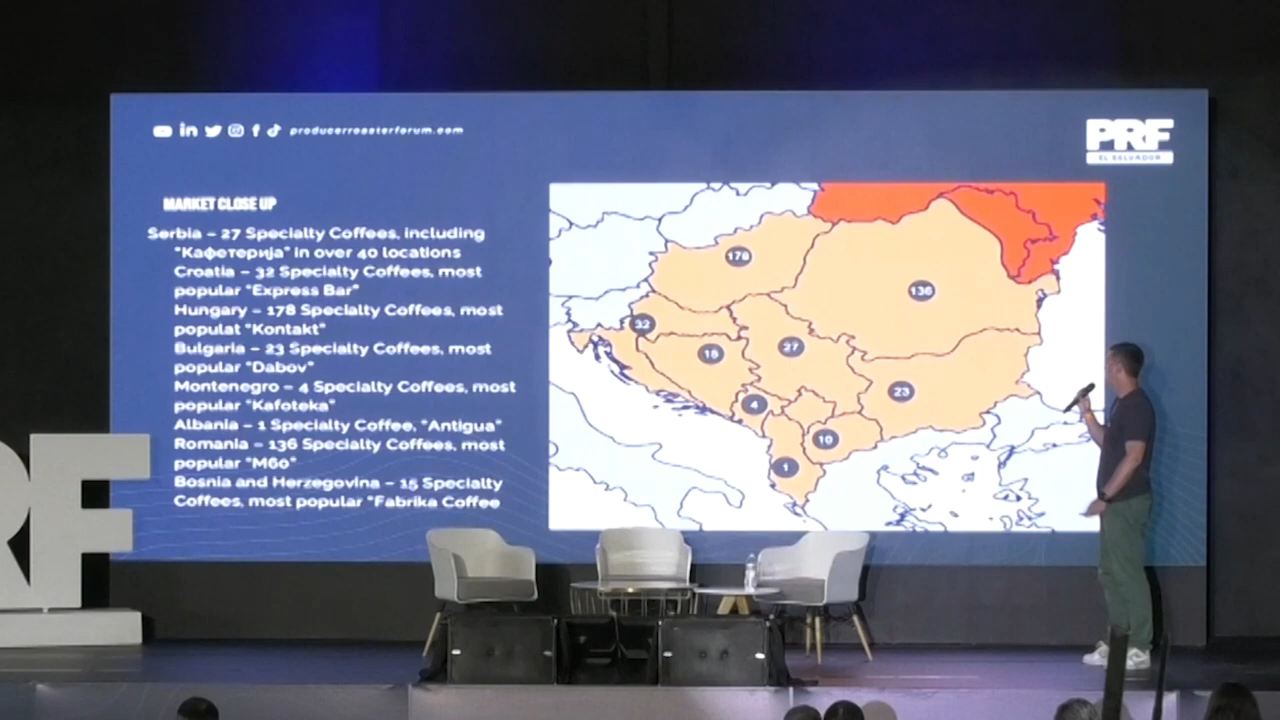 producerroasterforum.com
PRF
EL SALVADOR
MARKET CLOSE UP
Serbia – 27 Specialty Coffees, including
"Кафетерија" in over 40 locations
Croatia – 32 Specialty Coffees, most
popular "Express Bar"
Hungary – 178 Specialty Coffees, most
populat "Kontakt"
Bulgaria – 23 Specialty Coffees, most
popular "Dabov"
Montenegro – 4 Specialty Coffees, most
popular "Kafoteka"
Albania – 1 Specialty Coffee, "Antigua"
Romania – 136 Specialty Coffees, most
popular "M60"
Bosnia and Herzegovina – 15 Specialty
Coffees, most popular "Fabrika Coffee
178
136
32
27
23
4
10
1
RF